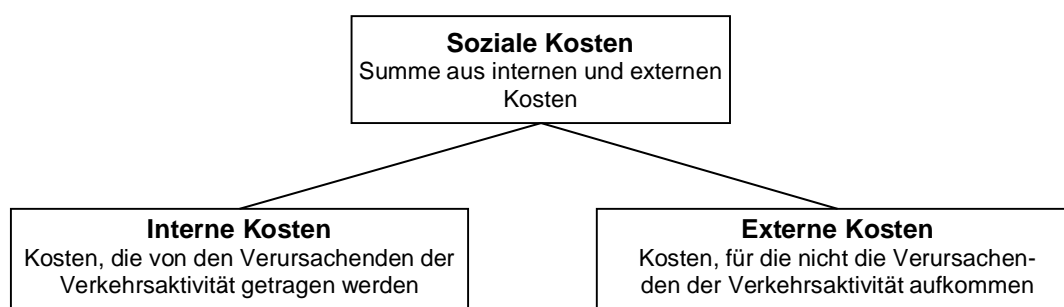 Soziale Kosten
Summe aus internen und externen
Kosten
Interne Kosten
Kosten, die von den Verursachenden der
Verkehrsaktivität getragen werden
Externe Kosten
Kosten, für die nicht die Verursachen-
den der Verkehrsaktivität aufkommen